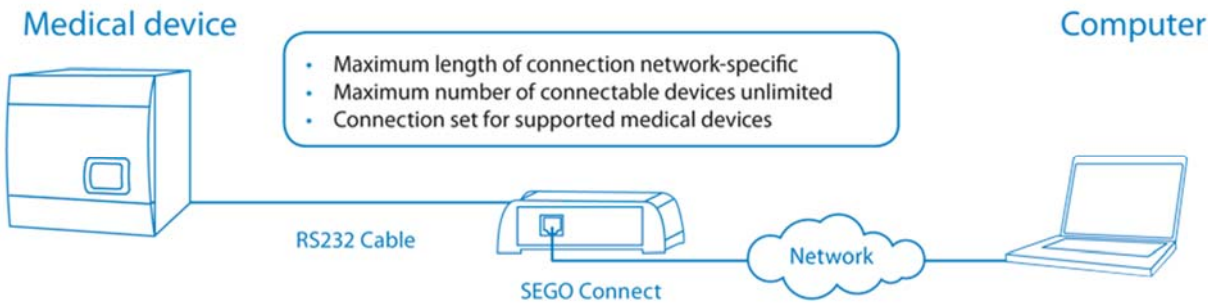 Medical device
Computer
• Maximum length of connection network-specific
• Maximum number of connectable devices unlimited
• Connection set for supported medical devices
RS232 Cable
Network
SEGO Connect